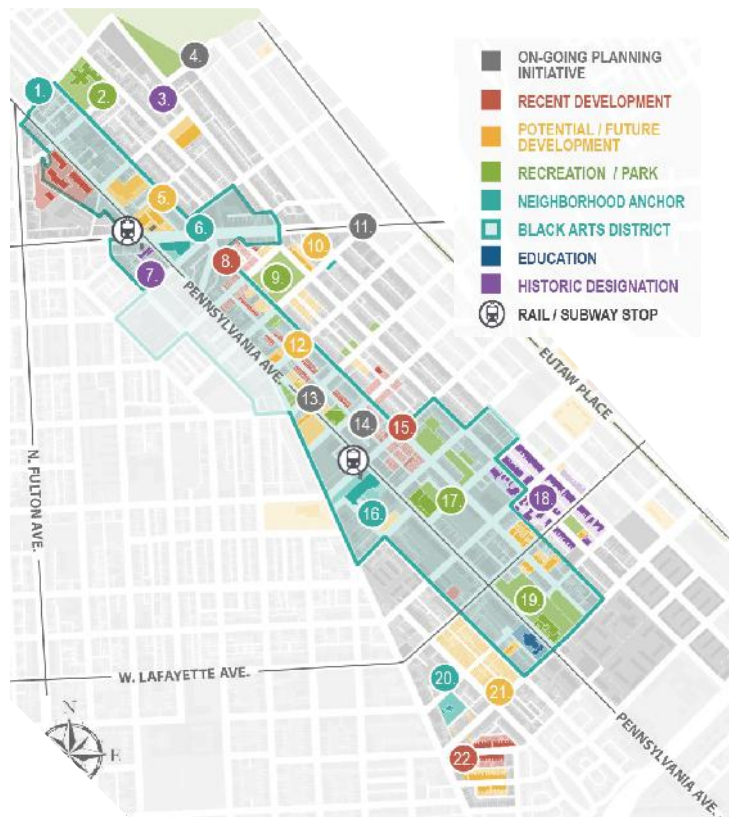 ON-GOING PLANNING
INITIATIVE
RECENT DEVELOPMENT
POTENTIAL / FUTURE
DEVELOPMENT
RECREATION / PARK
NEIGHBORHOOD ANCHOR
BLACK ARTS DISTRICT
EDUCATION
HISTORIC DESIGNATION
RAIL / SUBWAY STOP
4.
1.
2.
3.
5.
6.
11.
10.
8.
7.
9.
PENNSYLVANIA AVE.
EUTAW PLACE
12.
13.
14.
15.
N. FULTON AVE.
18.
17.
16.
19.
W. LAFAYETTE AVE.
20.
21.
PENNSYLVANIA AVE.
N
E
22.